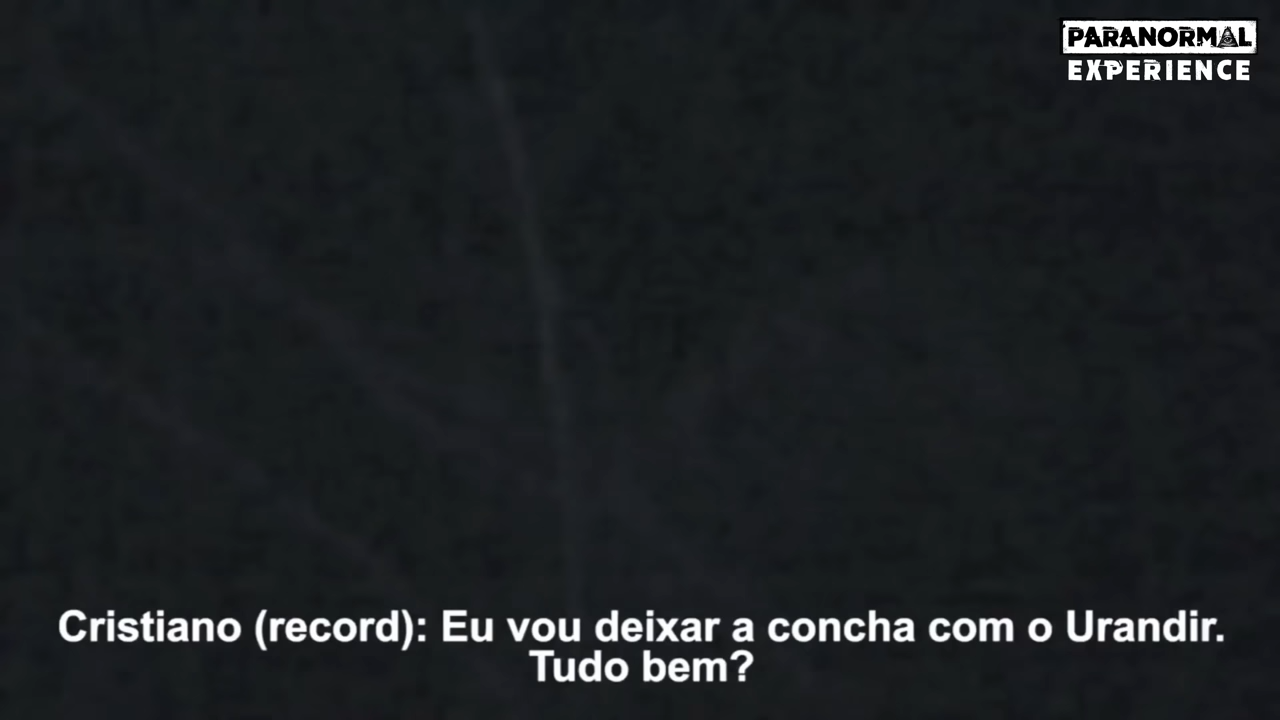 PARANORMAL
EXPERIENCE
Cristiano (record): Eu vou deixar a concha com o Urandir.
Tudo bem?